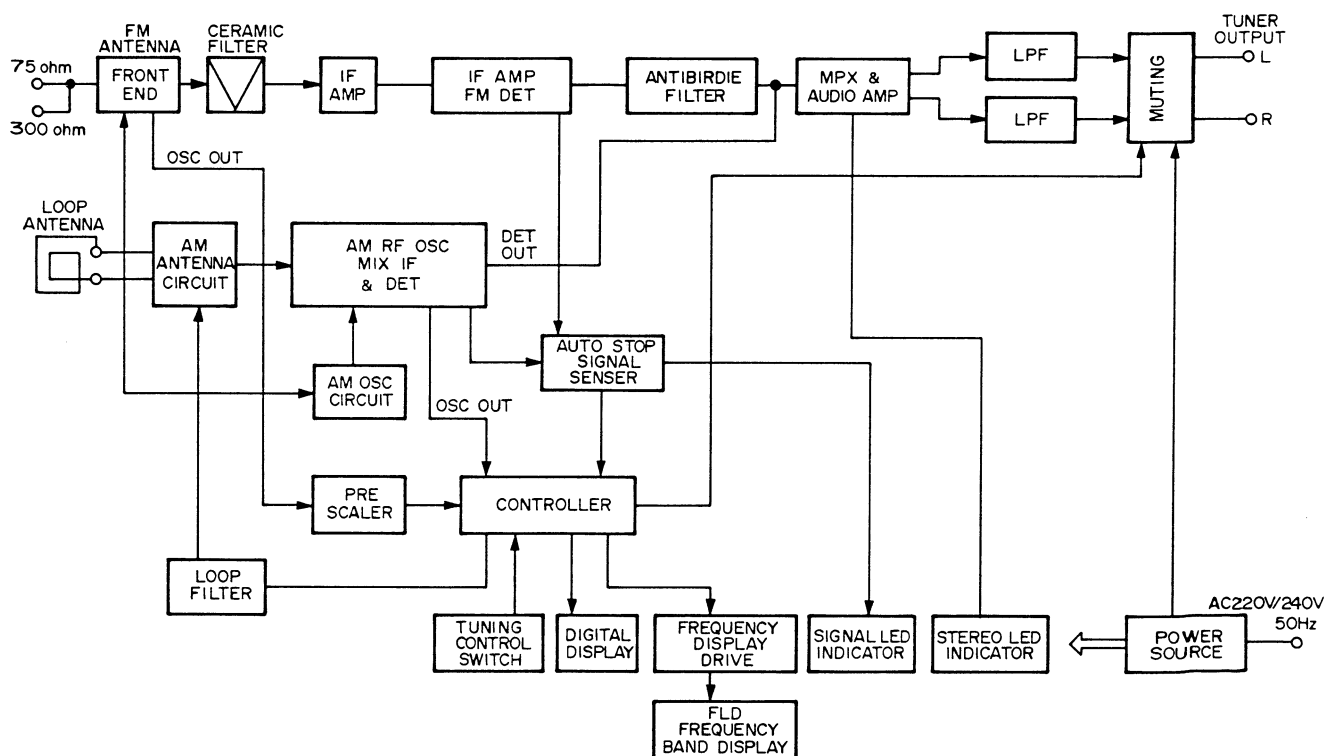 FM
ANTENNA
CERAMIC
FILTER
TUNER
OUTPUT
75 ohm
300 ohm
FRONT
END
IF
AMP
IF AMP
FM DET
ANTIBIRDIE
FILTER
MPX &
AUDIO AMP
LPF
LPF
MUTING
L
R
OSC OUT
LOOP
ANTENNA
AM
ANTENNA
CIRCUIT
AM RF OSC
MIX IF
& DET
DET
OUT
AUTO STOP
SIGNAL
SENSER
AM OSC
CIRCUIT
OSC OUT
PRE
SCALER
CONTROLLER
LOOP
FILTER
TUNING
CONTROL
SWITCH
DIGITAL
DISPLAY
FREQUENCY
DISPLAY
DRIVE
SIGNAL LED
INDICATOR
STEREO LED
INDICATOR
POWER
SOURCE
AC220V/240V
50Hz
FLD
FREQUENCY
BAND DISPLAY